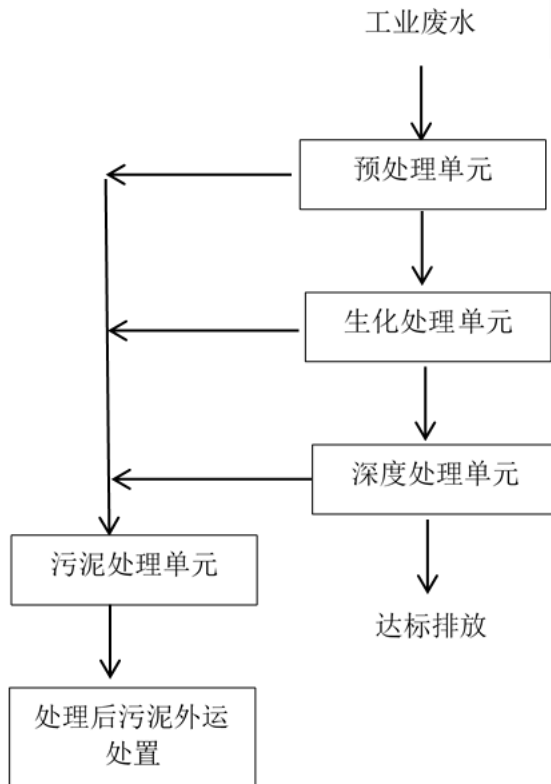 工业废水
预处理单元
生化处理单元
深度处理单元
污泥处理单元
达标排放
处理后污泥外运
处置